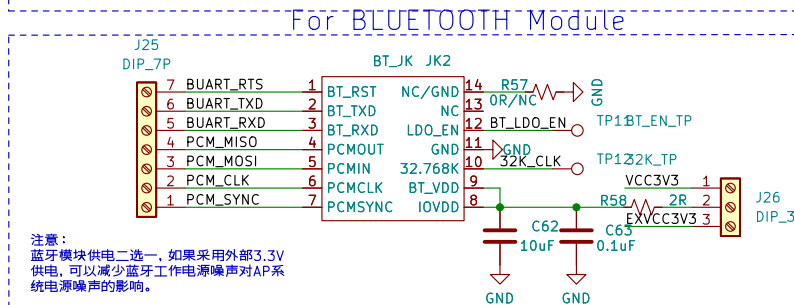 For BLUETOOTH Module
J25
DIP_7P
BT_JK JK2
7 BUART_RTS 1 BT_RST NC/GND 14 R57 0R/NC GND
6 BUART_TXD 2 BT_TXD NC 13
5 BUART_RXD 3 BT_RXD LDO_EN 12 BT_LDO_EN TP11 BT_EN_TP
4 PCM_MISO 4 PCMOUT GND 11 GND
3 PCM_MOSI 5 PCMIN 32.768K 10 32K_CLK TP12 32K_TP
2 PCM_CLK 6 PCMCLK BT_VDD 9 VCC3V3 1
1 PCM_SYNC 7 PCMSYNC IOVDD 8 R58 2R 2
EXVCC3V3 3
J26
DIP_3
C62
10uF
C63
0.1uF
GND
GND
注意：
蓝牙模块供电二选一, 如果采用外部3.3V
供电, 可以减少蓝牙工作电源噪声对AP系
统电源噪声的影响。